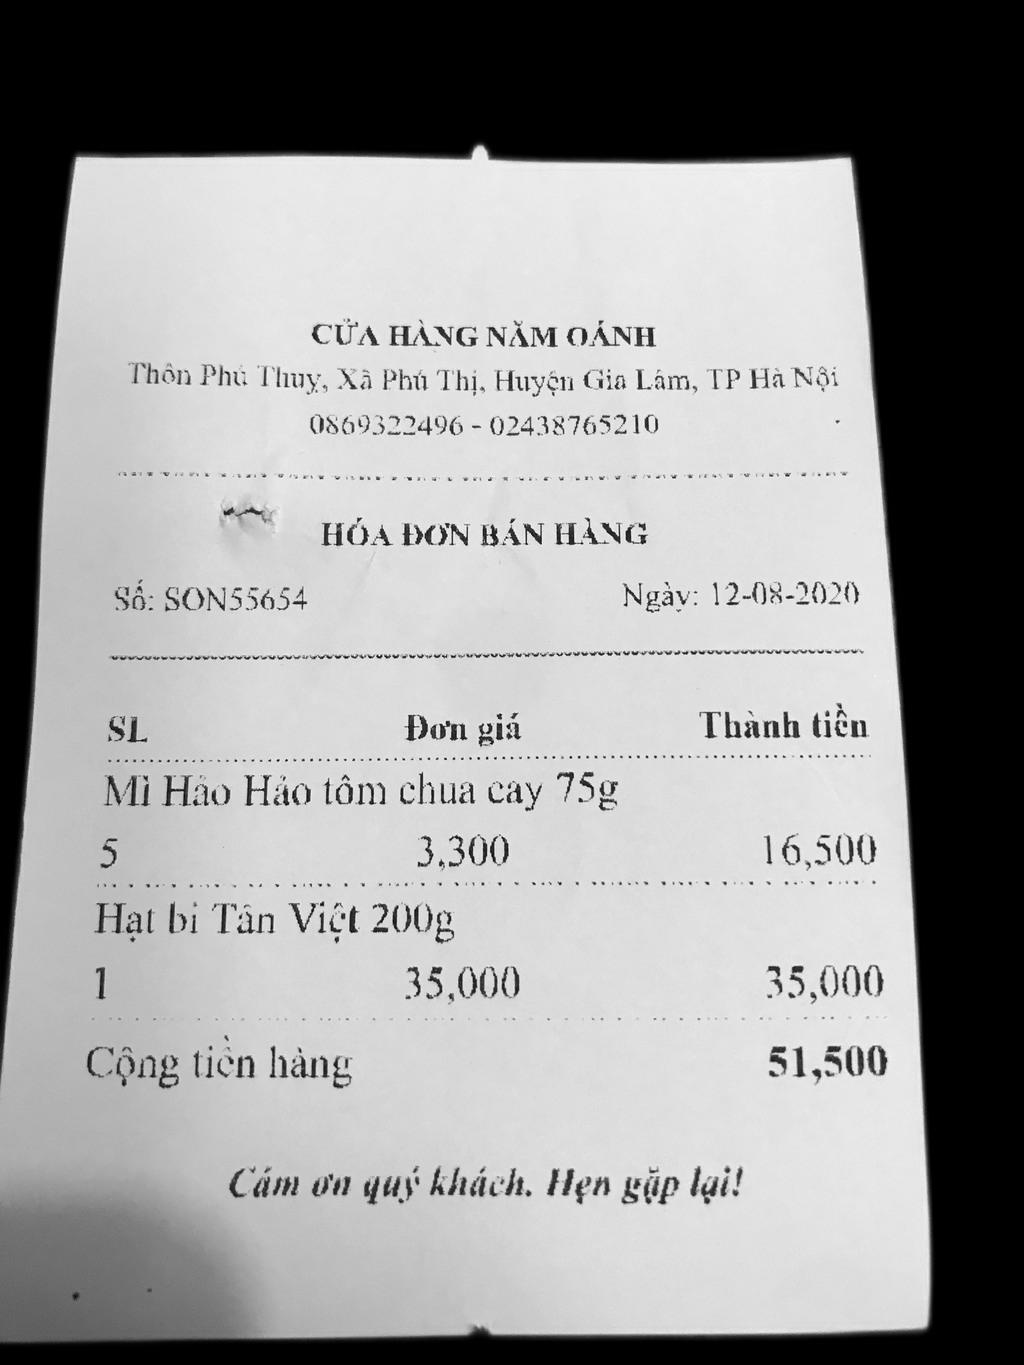 CỬA HÀNG NĂM OÁNH
Thôn Phú Thuỵ, Xã Phú Thị, Huyện Gia Lâm, TP Hà Nội
0869322496 - 02438765210
HÓA ĐƠN BÁN HÀNG
Số: SON55654 Ngày: 12-08-2020
SL Đơn giá Thành tiền
Mì Hảo Hảo tôm chua cay 75g
5 3,300 16,500
Hạt bí Tân Việt 200g
1 35,000 35,000
Cộng tiền hàng 51,500
Cám ơn quý khách. Hẹn gặp lại!